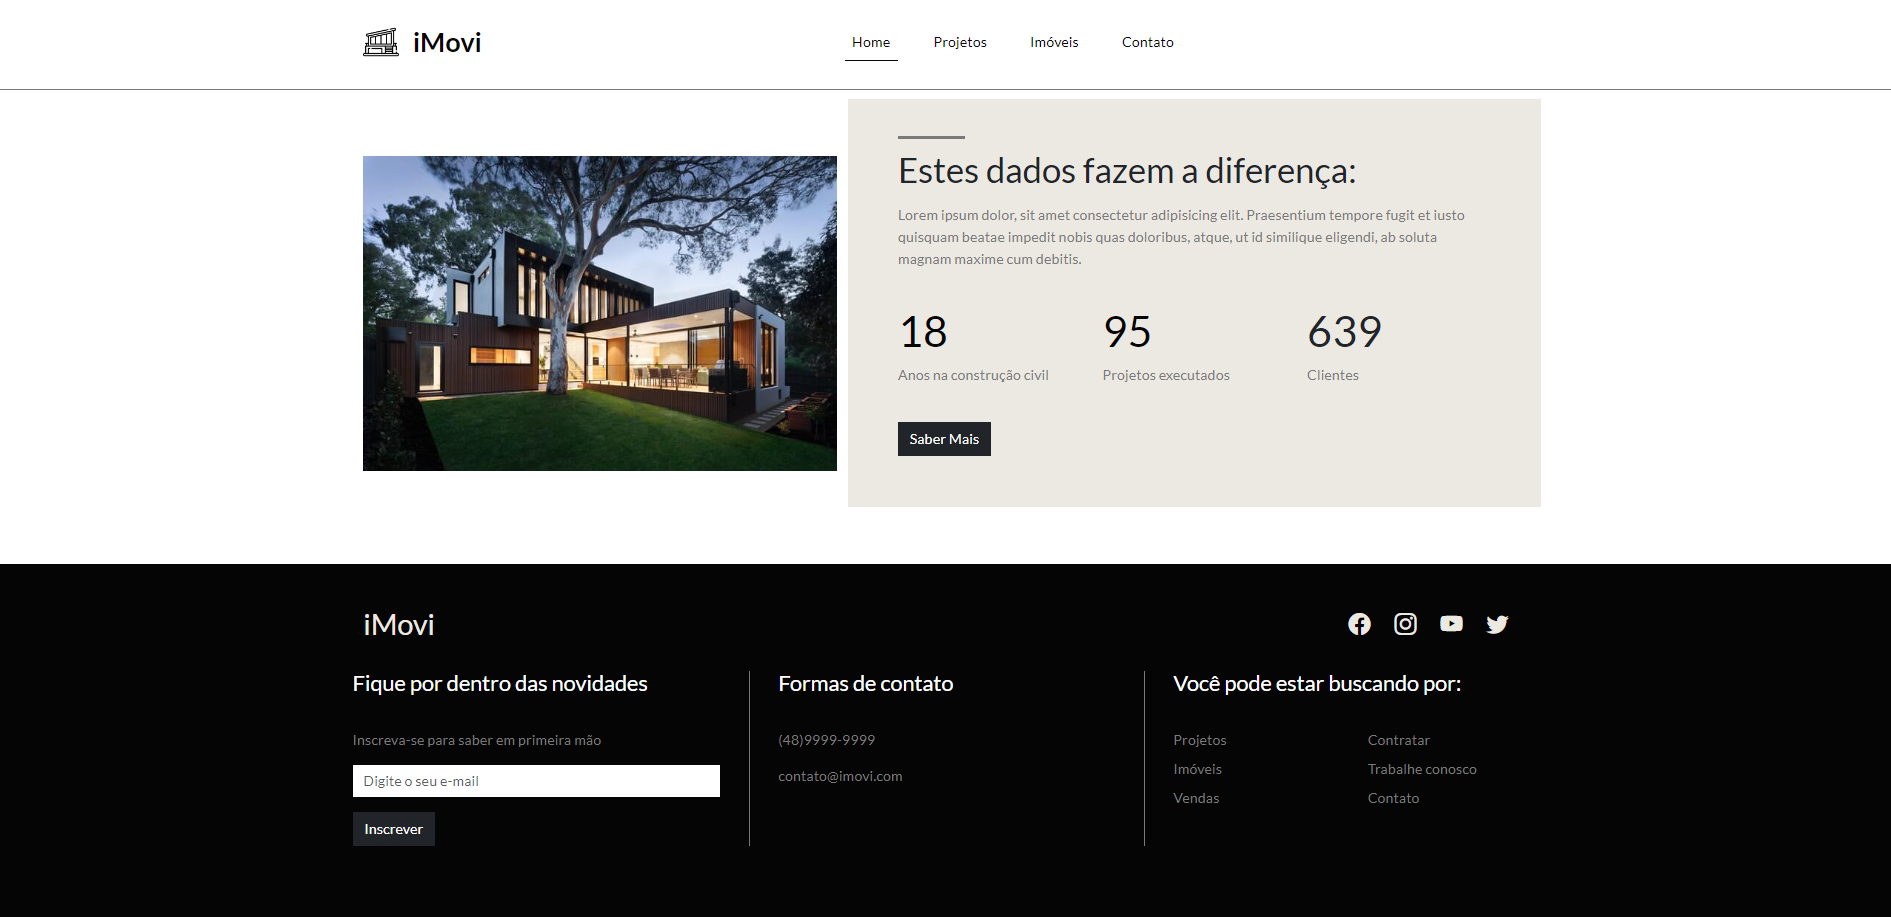 iMovi
Home Projetos Imóveis Contato
Estes dados fazem a diferença:
Lorem ipsum dolor, sit amet consectetur adipisicing elit. Praesentium tempore fugit et iusto
quisquam beatae impedit nobis quas doloribus, atque, ut id similique eligendi, ab soluta
magnam maxime cum debitis.
18 95 639
Anos na construção civil Projetos executados Clientes
Saber Mais
iMovi
Fique por dentro das novidades
Inscreva-se para saber em primeira mão
Digite o seu e-mail
Inscrever
Formas de contato
(48)9999-9999
contato@imovi.com
Você pode estar buscando por:
Projetos Contratar
Imóveis Trabalhe conosco
Vendas Contato